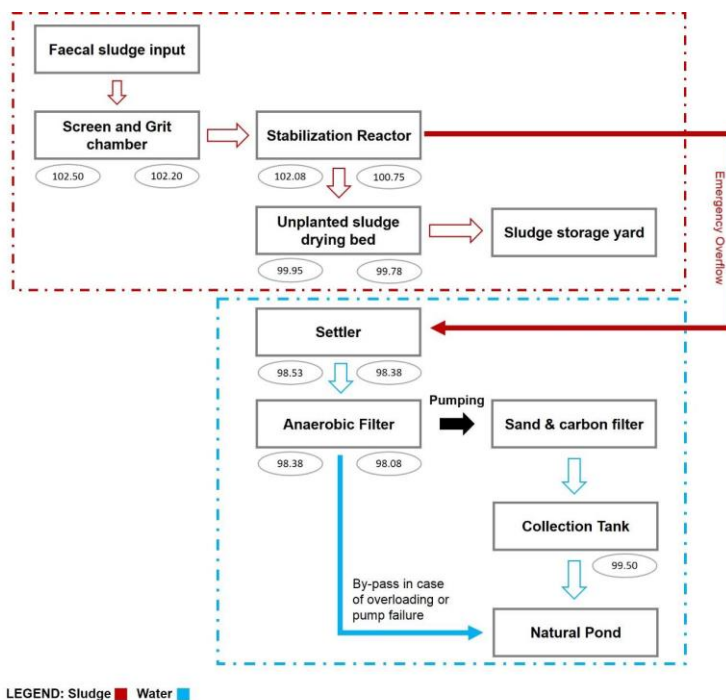 Faecal sludge input
Screen and Grit
chamber
102.50
102.20
Stabilization Reactor
102.08
100.75
Emergency Overflow
Unplanted sludge
drying bed
99.95
99.78
Sludge storage yard
Settler
98.53
98.38
Pumping
Anaerobic Filter
98.38
98.08
Sand & carbon filter
Collection Tank
99.50
By-pass in case
of overloading or
pump failure
Natural Pond
LEGEND: Sludge Water